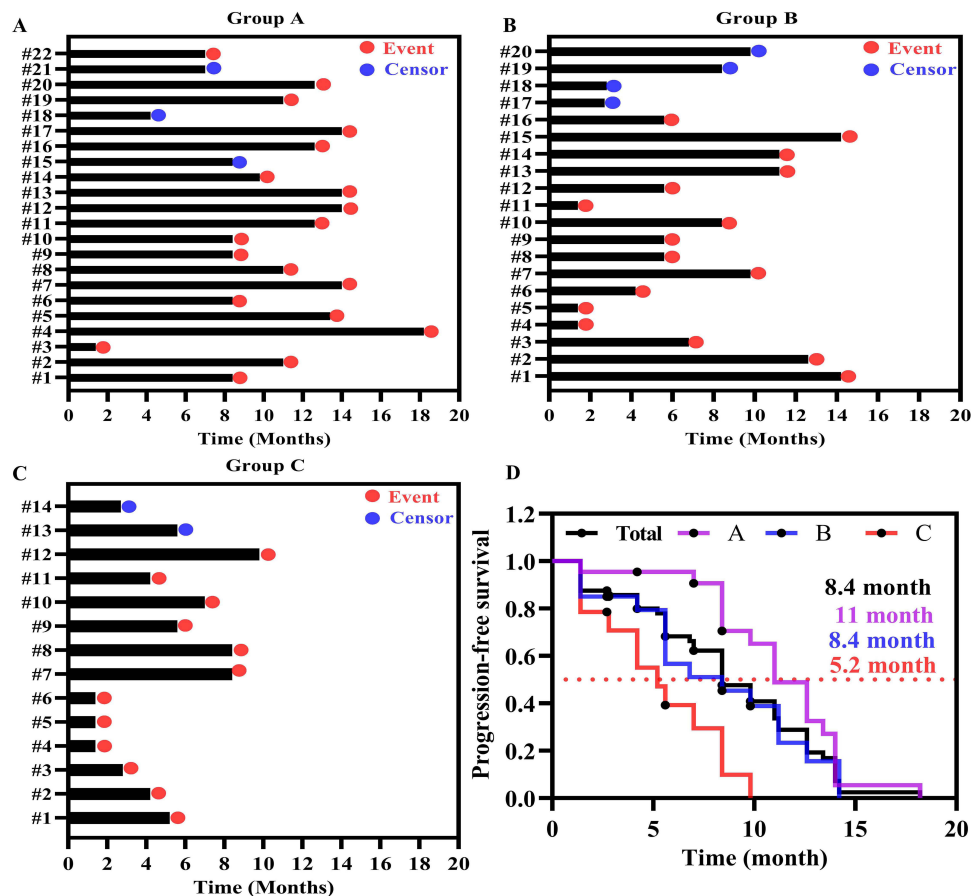 A
Group A
Event
Censor
#22
#21
#20
#19
#18
#17
#16
#15
#14
#13
#12
#11
#10
#9
#8
#7
#6
#5
#4
#3
#2
#1
0 2 4 6 8 10 12 14 16 18 20
Time (Months)
B
Group B
Event
Censor
#20
#19
#18
#17
#16
#15
#14
#13
#12
#11
#10
#9
#8
#7
#6
#5
#4
#3
#2
#1
0 2 4 6 8 10 12 14 16 18 20
Time (Months)
C
Group C
Event
Censor
#14
#13
#12
#11
#10
#9
#8
#7
#6
#5
#4
#3
#2
#1
0 2 4 6 8 10 12 14 16 18 20
Time (Months)
D
Total A B C
8.4 month
11 month
8.4 month
5.2 month
Progression-free survival
1.2
1.0
0.8
0.6
0.4
0.2
0.0
0 5 10 15 20
Time (month)